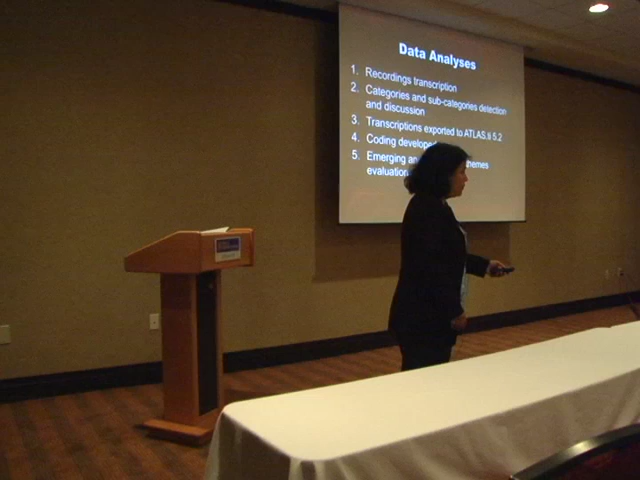 Data Analyses
1. Recordings transcription
2. Categories and sub-categories detection
and discussion
3. Transcriptions exported to ATLAS.ti 5.2
4. Coding develope
5. Emerging an hemes
evaluation